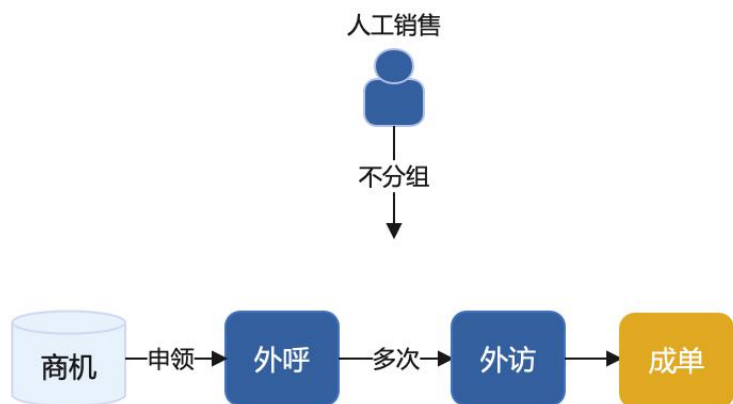 人工销售
不分组
商机
申领
外呼
多次
外访
成单